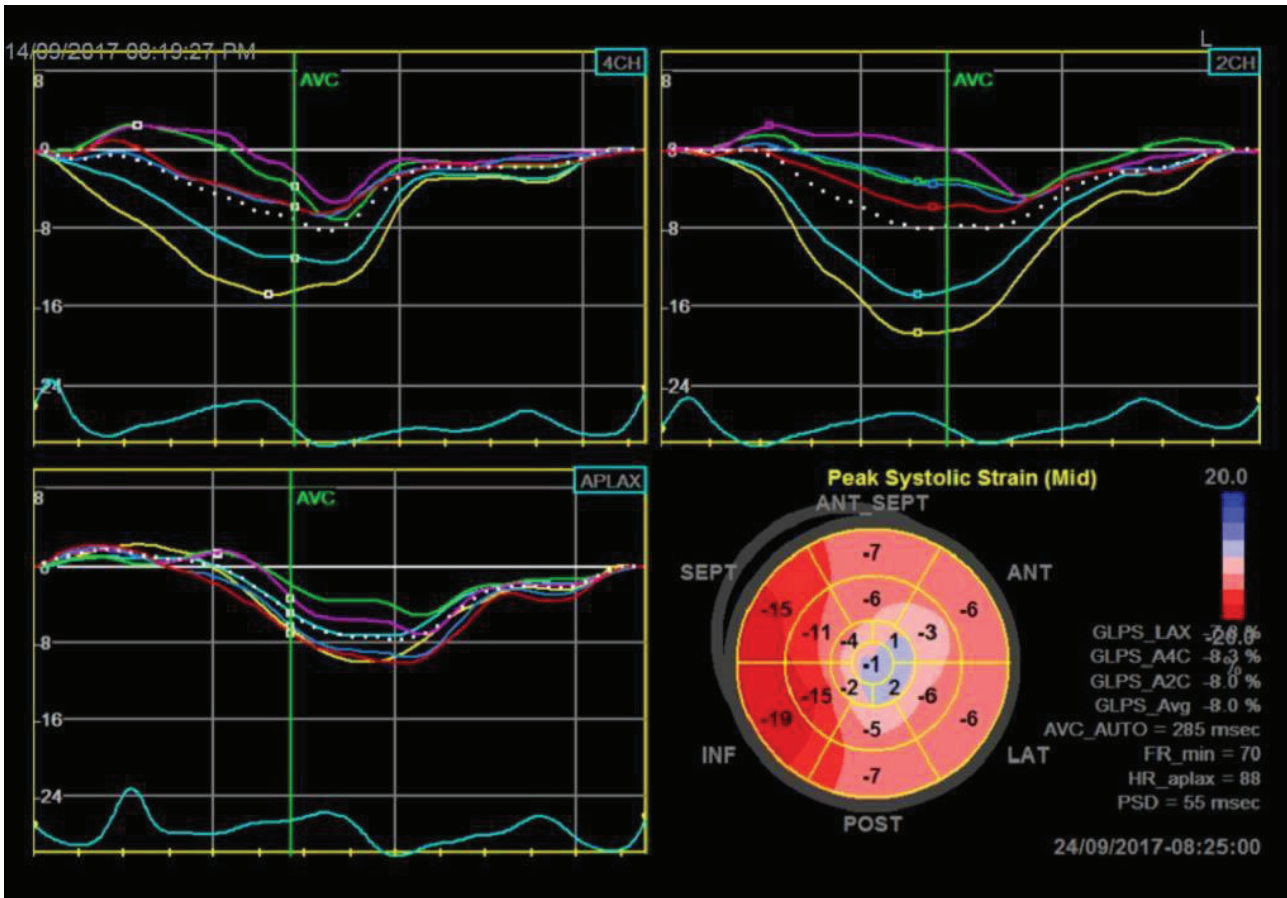 14/09/2017 08:19:27 PM
L
8
AVC
4CH
0
-8
-16
-24
8
AVC
2CH
-8
-16
-24
8
AVC
APLAX
-8
-16
-24
Peak Systolic Strain (Mid)
20.0
ANT_SEPT
SEPT
ANT
-7
-15
-6
-6
-11
-4
1
-3
-1
-15
-2
2
-6
-19
-5
-6
INF
LAT
-7
POST
GLPS_LAX
%
GLPS_A4C -8.3 %
GLPS_A2C -8.0 %
GLPS_Avg -8.0 %
AVC_AUTO = 285 msec
FR_min = 70
HR_aplax = 88
PSD = 55 msec
24/09/2017-08:25:00